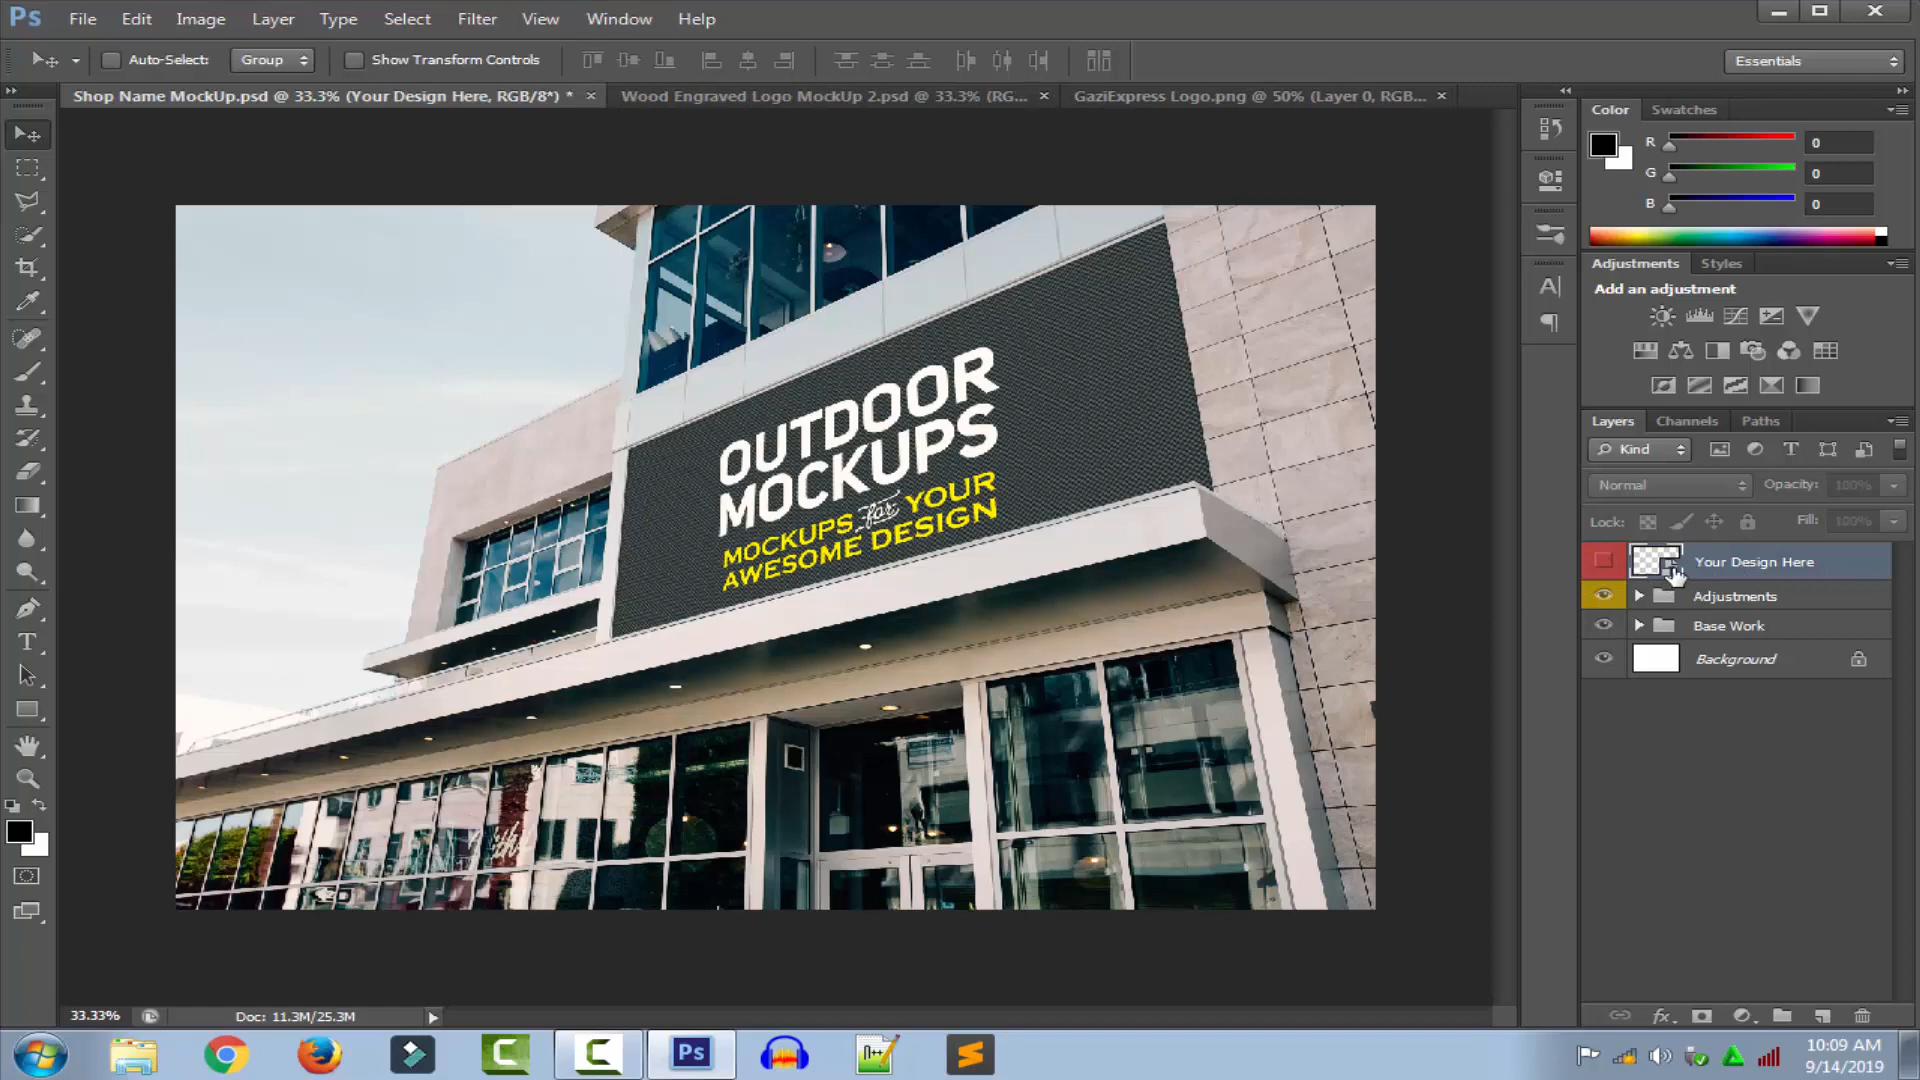 Ps File Edit Image Layer Type Select Filter View Window Help
Auto-Select: Group Show Transform Controls Essentials
Shop Name MockUp.psd @ 33.3% (Your Design Here, RGB/8*) * × Wood Engraved Logo MockUp 2.psd @ 33.3% (RG... × GaziExpress Logo.png @ 50% (Layer 0, RGB... ×
Color Swatches
R 0
G 0
B 0
Adjustments Styles
Add an adjustment
Layers Channels Paths
Kind
Normal Opacity: 100%
Lock: Fill: 100%
Your Design Here
Adjustments
Base Work
Background
OUTDOOR
MOCKUPS
MOCKUPS for YOUR
AWESOME DESIGN
33.33% Doc: 11.3M/25.3M
fx
Ps
N++
10:09 AM
9/14/2019